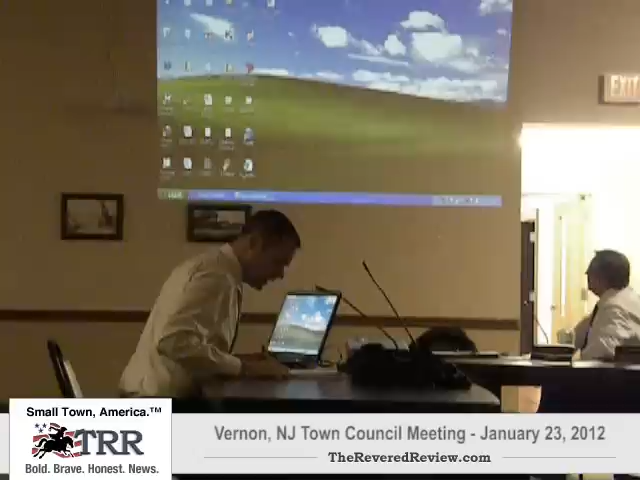 EXIT
Small Town, America.™
TRR
Bold. Brave. Honest. News.
Vernon, NJ Town Council Meeting - January 23, 2012
TheReveredReview.com